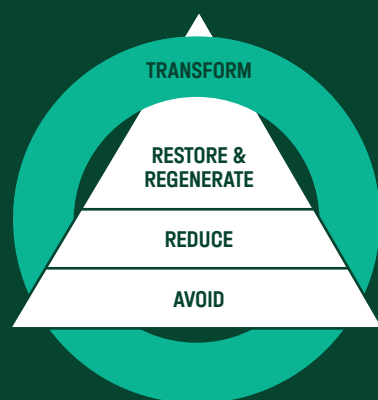 TRANSFORM
RESTORE &
REGENERATE
REDUCE
AVOID